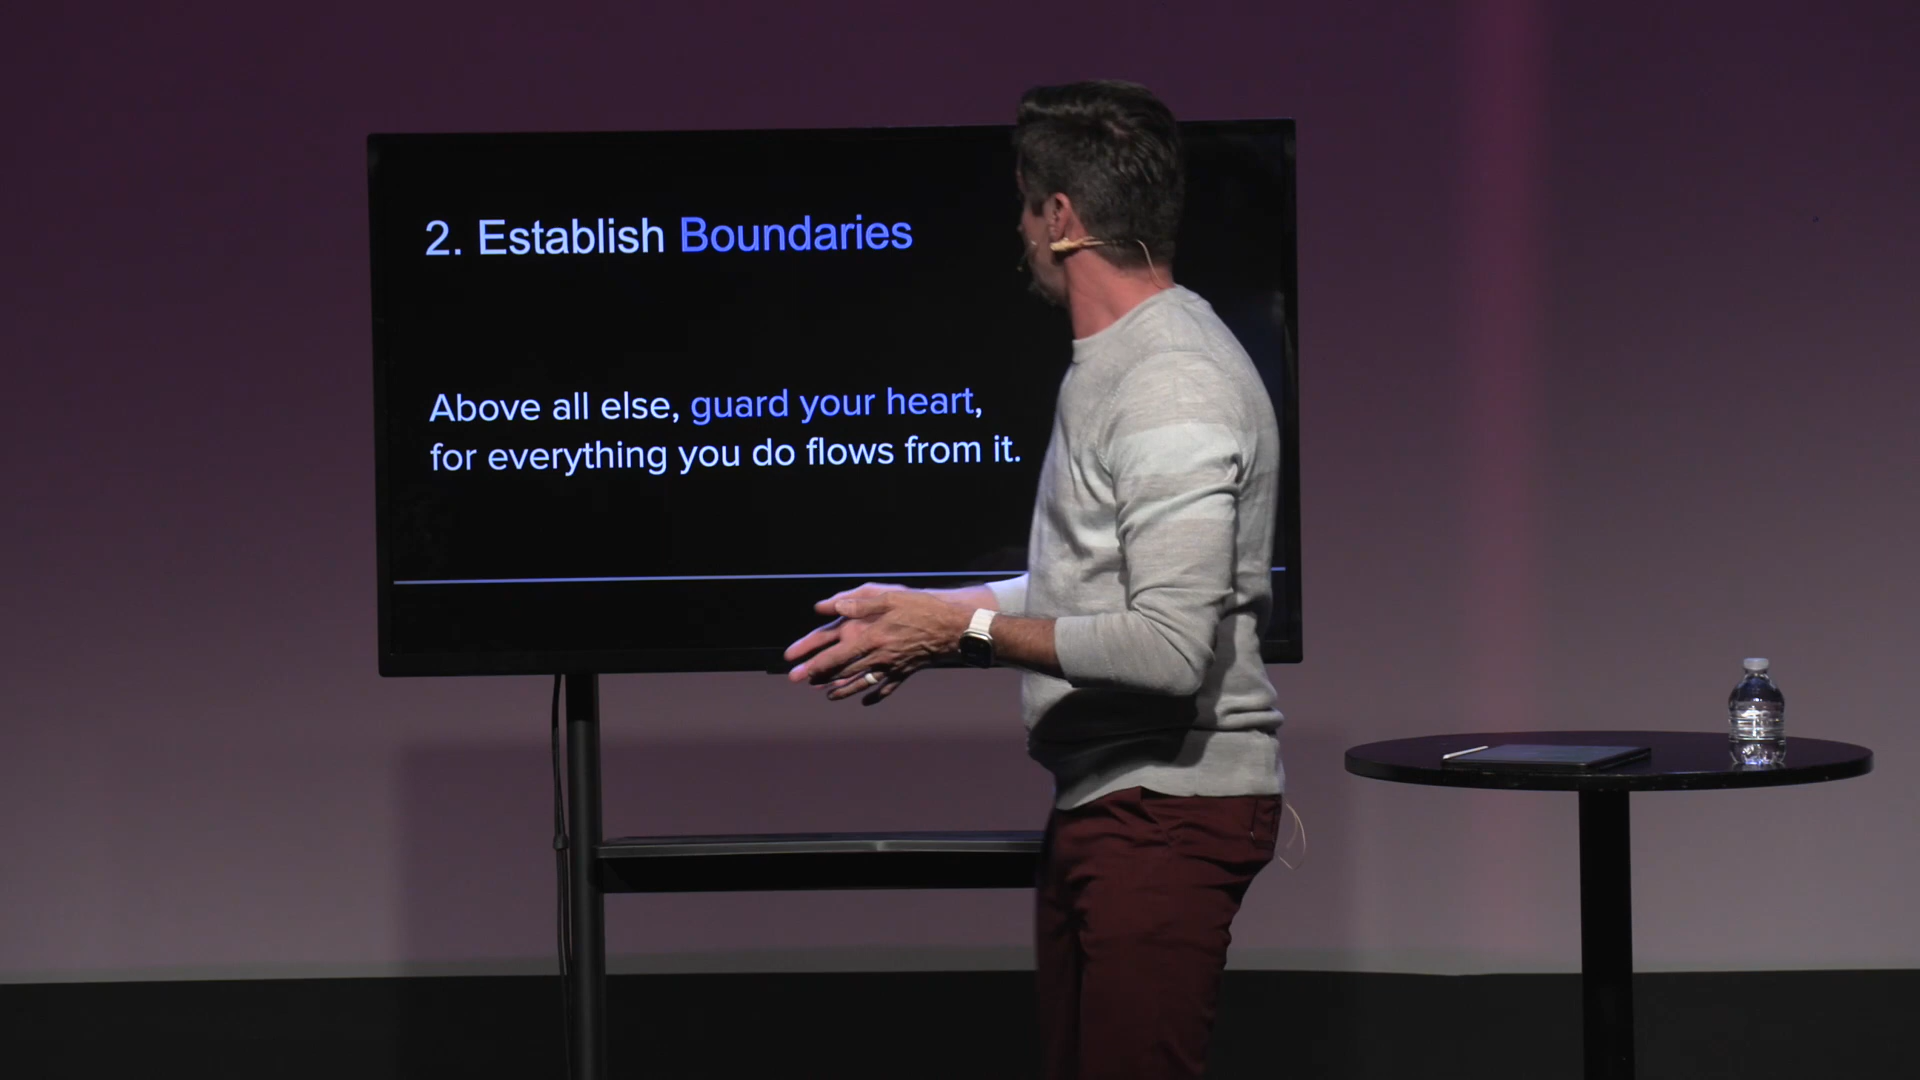 2. Establish Boundaries
Above all else, guard your heart,
for everything you do flows from it.